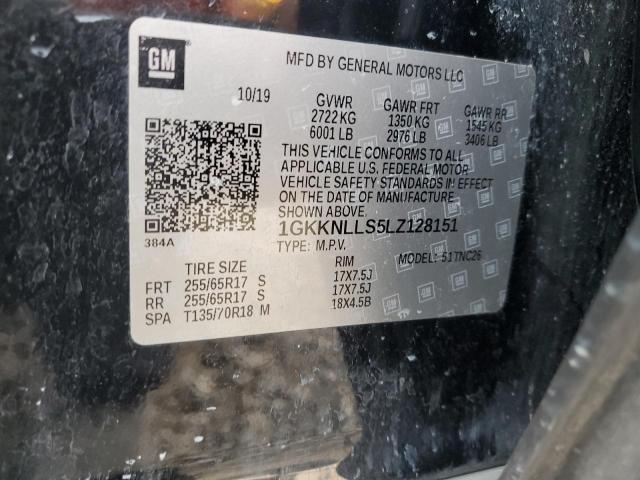 GM
MFD BY GENERAL MOTORS LLC
10/19
GVWR GAWR FRT GAWR RR
2722 KG 1350 KG 1545 KG
6001 LB 2976 LB 3406 LB
THIS VEHICLE CONFORMS TO ALL
APPLICABLE U.S. FEDERAL MOTOR
VEHICLE SAFETY STANDARDS IN EFFECT
ON THE DATE OF MANUFACTURE
SHOWN ABOVE
384A
1GKKNLLS5LZ128151
TYPE: M.P.V. MODEL: 51TNC26
TIRE SIZE RIM
FRT 255/65R17 S 17X7.5J
RR 255/65R17 S 17X7.5J
SPA T135/70R18 M 18X4.5B